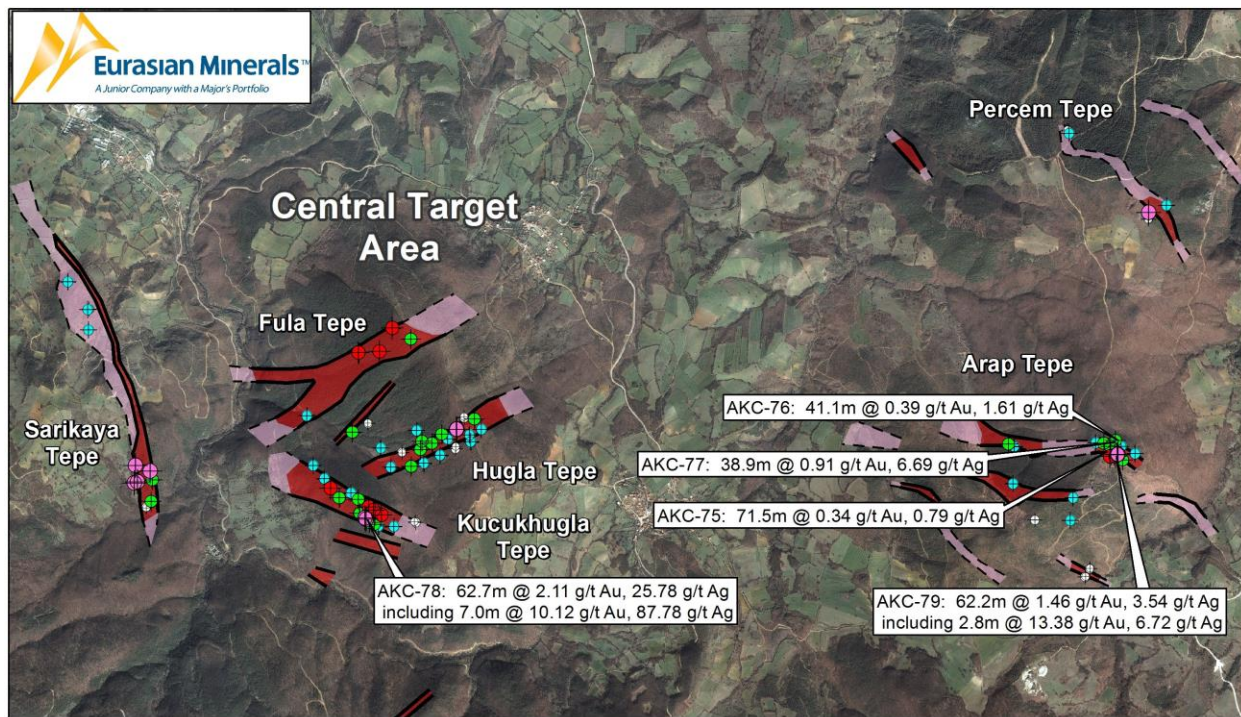 Eurasian Minerals™
A Junior Company with a Major's Portfolio
Percem Tepe
Central Target
Area
Fula Tepe
Arap Tepe
AKC-76: 41.1m @ 0.39 g/t Au, 1.61 g/t Ag
Sarikaya
Tepe
Hugla Tepe
AKC-77: 38.9m @ 0.91 g/t Au, 6.69 g/t Ag
Kucukhugla
Tepe
AKC-75: 71.5m @ 0.34 g/t Au, 0.79 g/t Ag
AKC-78: 62.7m @ 2.11 g/t Au, 25.78 g/t Ag
including 7.0m @ 10.12 g/t Au, 87.78 g/t Ag
AKC-79: 62.2m @ 1.46 g/t Au, 3.54 g/t Ag
including 2.8m @ 13.38 g/t Au, 6.72 g/t Ag